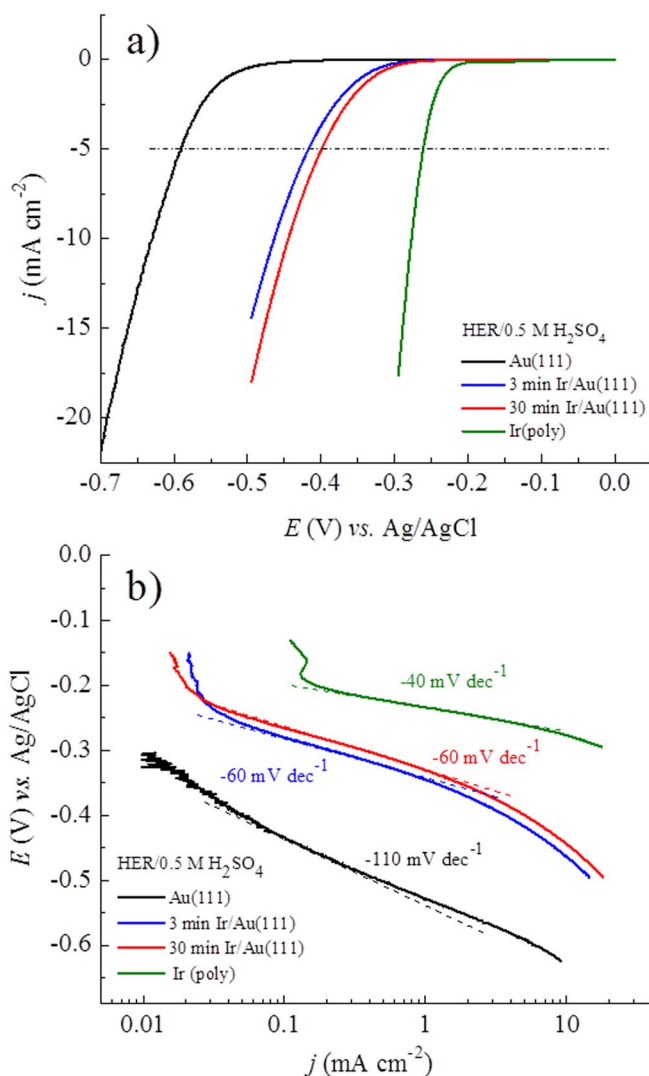 a)
0
-5
-10
-15
-20
j (mA cm⁻²)
HER/0.5 M H₂SO₄
Au(111)
3 min Ir/Au(111)
30 min Ir/Au(111)
Ir(poly)
-0.7 -0.6 -0.5 -0.4 -0.3 -0.2 -0.1 0.0
E (V) vs. Ag/AgCl
b)
0.0
-0.1
-0.2
-0.3
-0.4
-0.5
-0.6
E (V) vs. Ag/AgCl
-40 mV dec⁻¹
-60 mV dec⁻¹
-60 mV dec⁻¹
-110 mV dec⁻¹
HER/0.5 M H₂SO₄
Au(111)
3 min Ir/Au(111)
30 min Ir/Au(111)
Ir (poly)
0.01 0.1 1 10
j (mA cm⁻²)